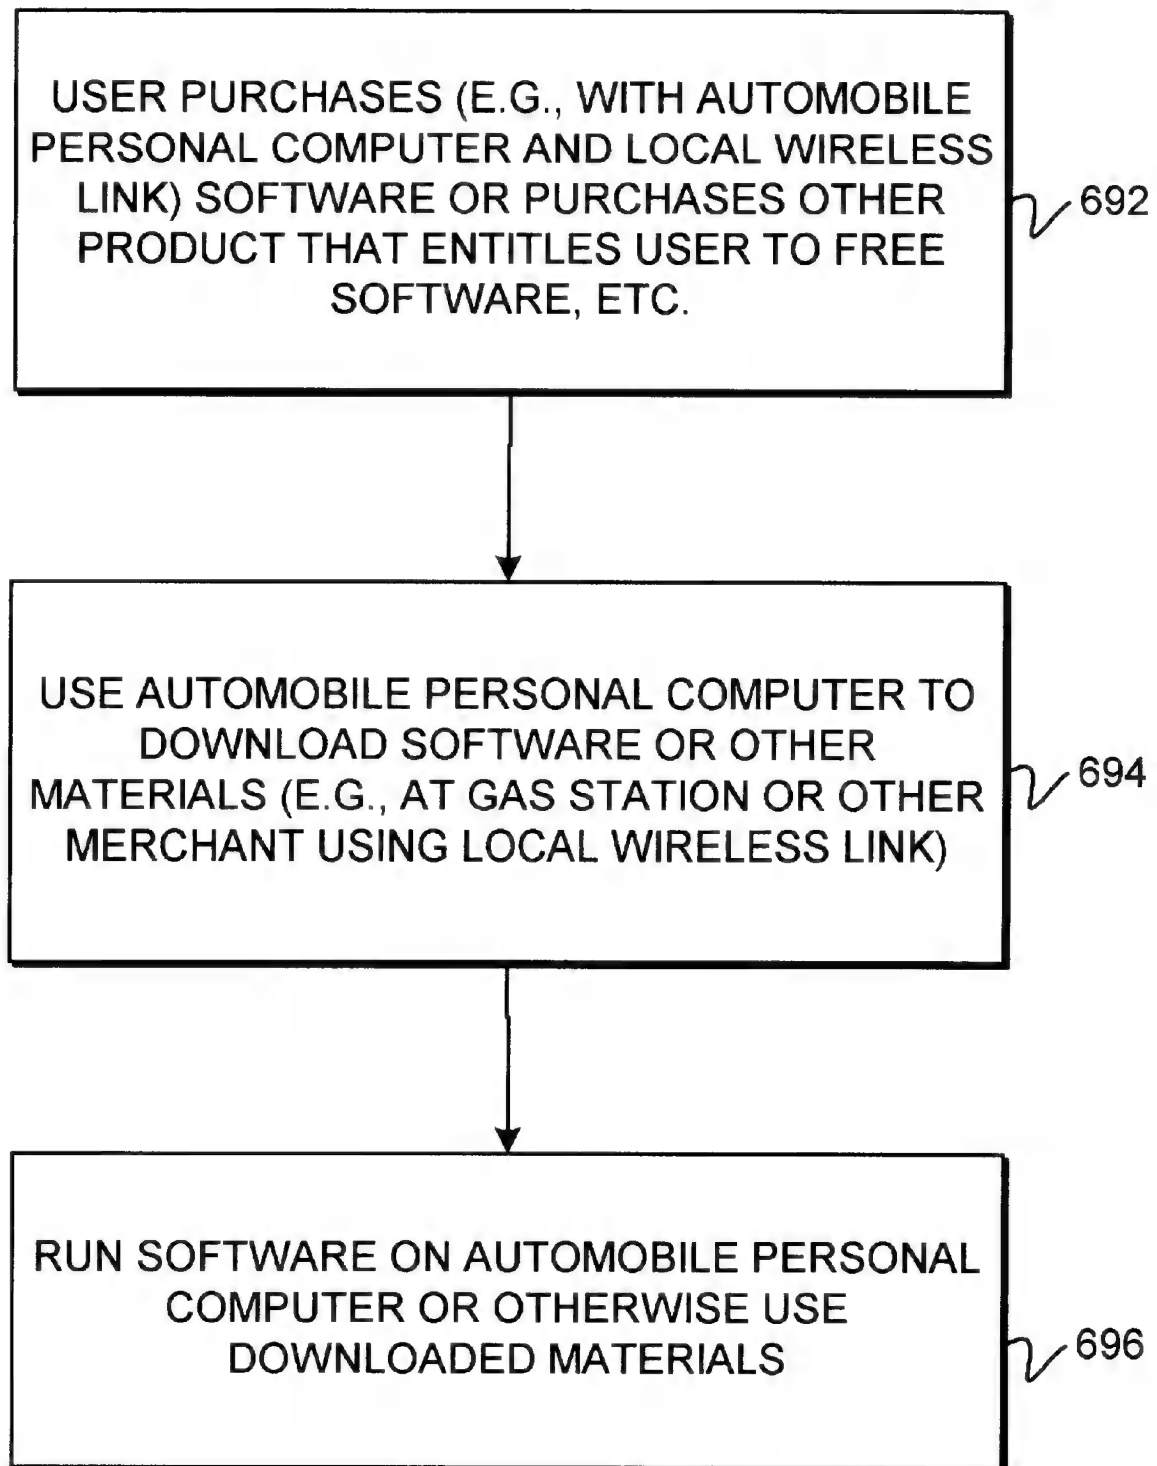 USER PURCHASES (E.G., WITH AUTOMOBILE
PERSONAL COMPUTER AND LOCAL WIRELESS
LINK) SOFTWARE OR PURCHASES OTHER
PRODUCT THAT ENTITLES USER TO FREE
SOFTWARE, ETC.
692
USE AUTOMOBILE PERSONAL COMPUTER TO
DOWNLOAD SOFTWARE OR OTHER
MATERIALS (E.G., AT GAS STATION OR OTHER
MERCHANT USING LOCAL WIRELESS LINK)
694
RUN SOFTWARE ON AUTOMOBILE PERSONAL
COMPUTER OR OTHERWISE USE
DOWNLOADED MATERIALS
696